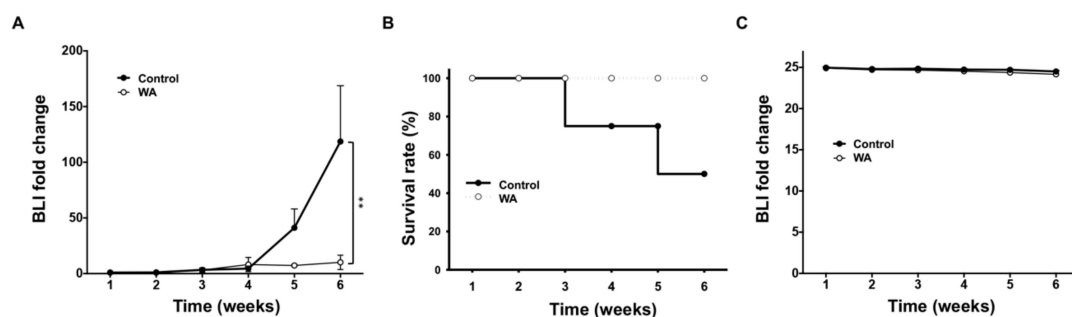 A
BLI fold change
200
150
100
50
0
Control
WA
**
1 2 3 4 5 6
Time (weeks)
B
Survival rate (%)
100
80
60
40
20
0
Control
WA
1 2 3 4 5 6
Time (weeks)
C
BLI fold change
25
20
15
10
5
0
Control
WA
1 2 3 4 5 6
Time (weeks)